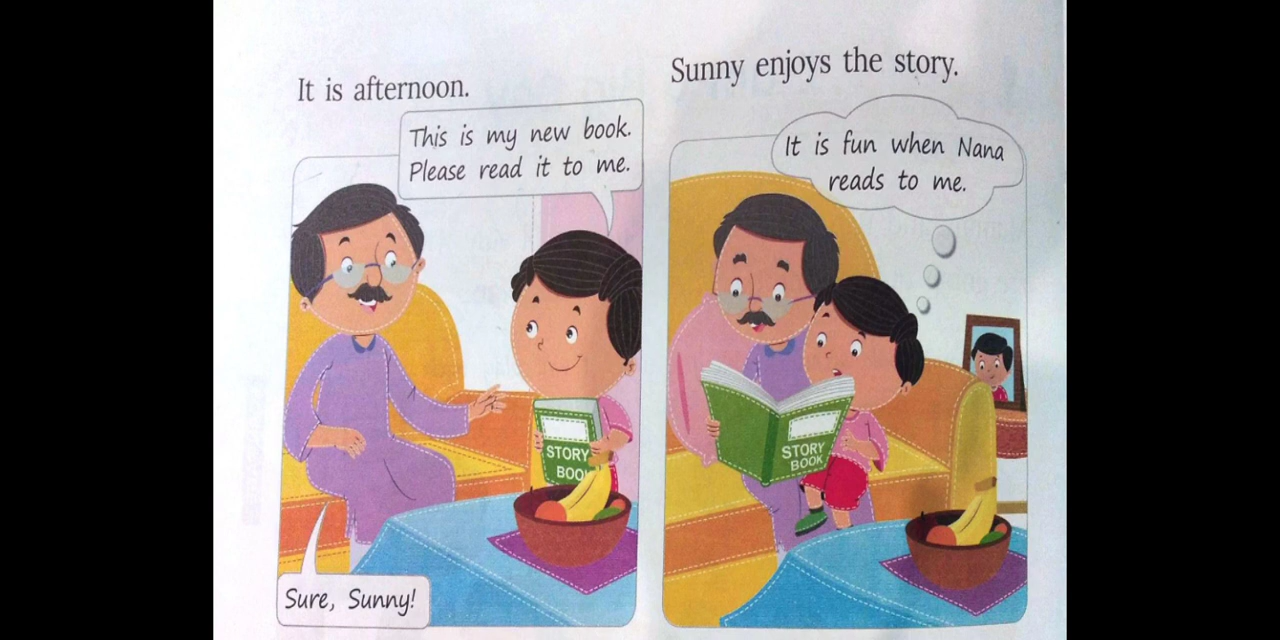 It is afternoon.
This is my new book.
Please read it to me.
STORY
BOOK
Sure, Sunny!
Sunny enjoys the story.
It is fun when Nana
reads to me.
STORY
BOOK